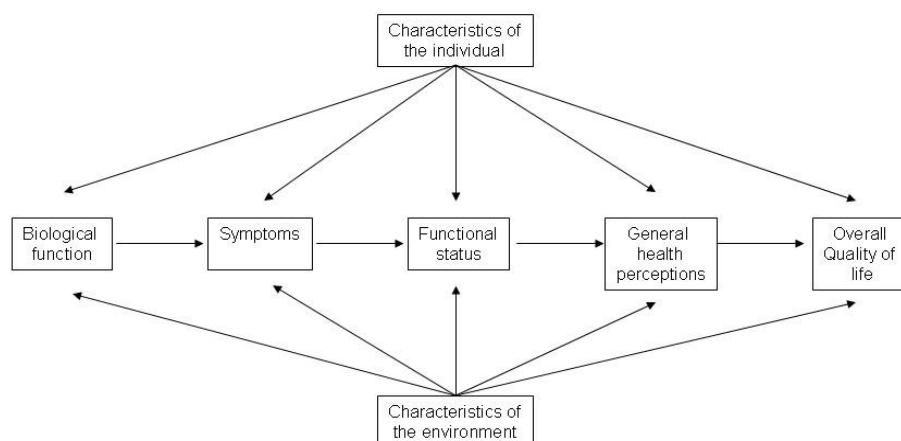 Characteristics of
the individual
Biological
function
Symptoms
Functional
status
General
health
perceptions
Overall
Quality of
life
Characteristics of
the environment